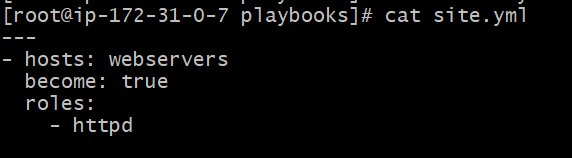 [root@ip-172-31-0-7 playbooks]# cat site.yml
---
- hosts: webservers
  become: true
  roles:
    - httpd